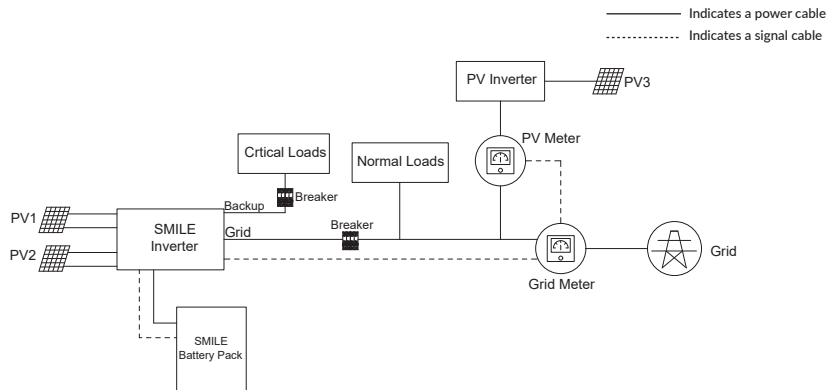 Indicates a power cable
Indicates a signal cable
PV Inverter
PV3
PV Meter
Crtical Loads
Normal Loads
Breaker
Backup
PV1
SMILE
Inverter
Grid
Breaker
PV2
Grid
Grid Meter
SMILE
Battery Pack